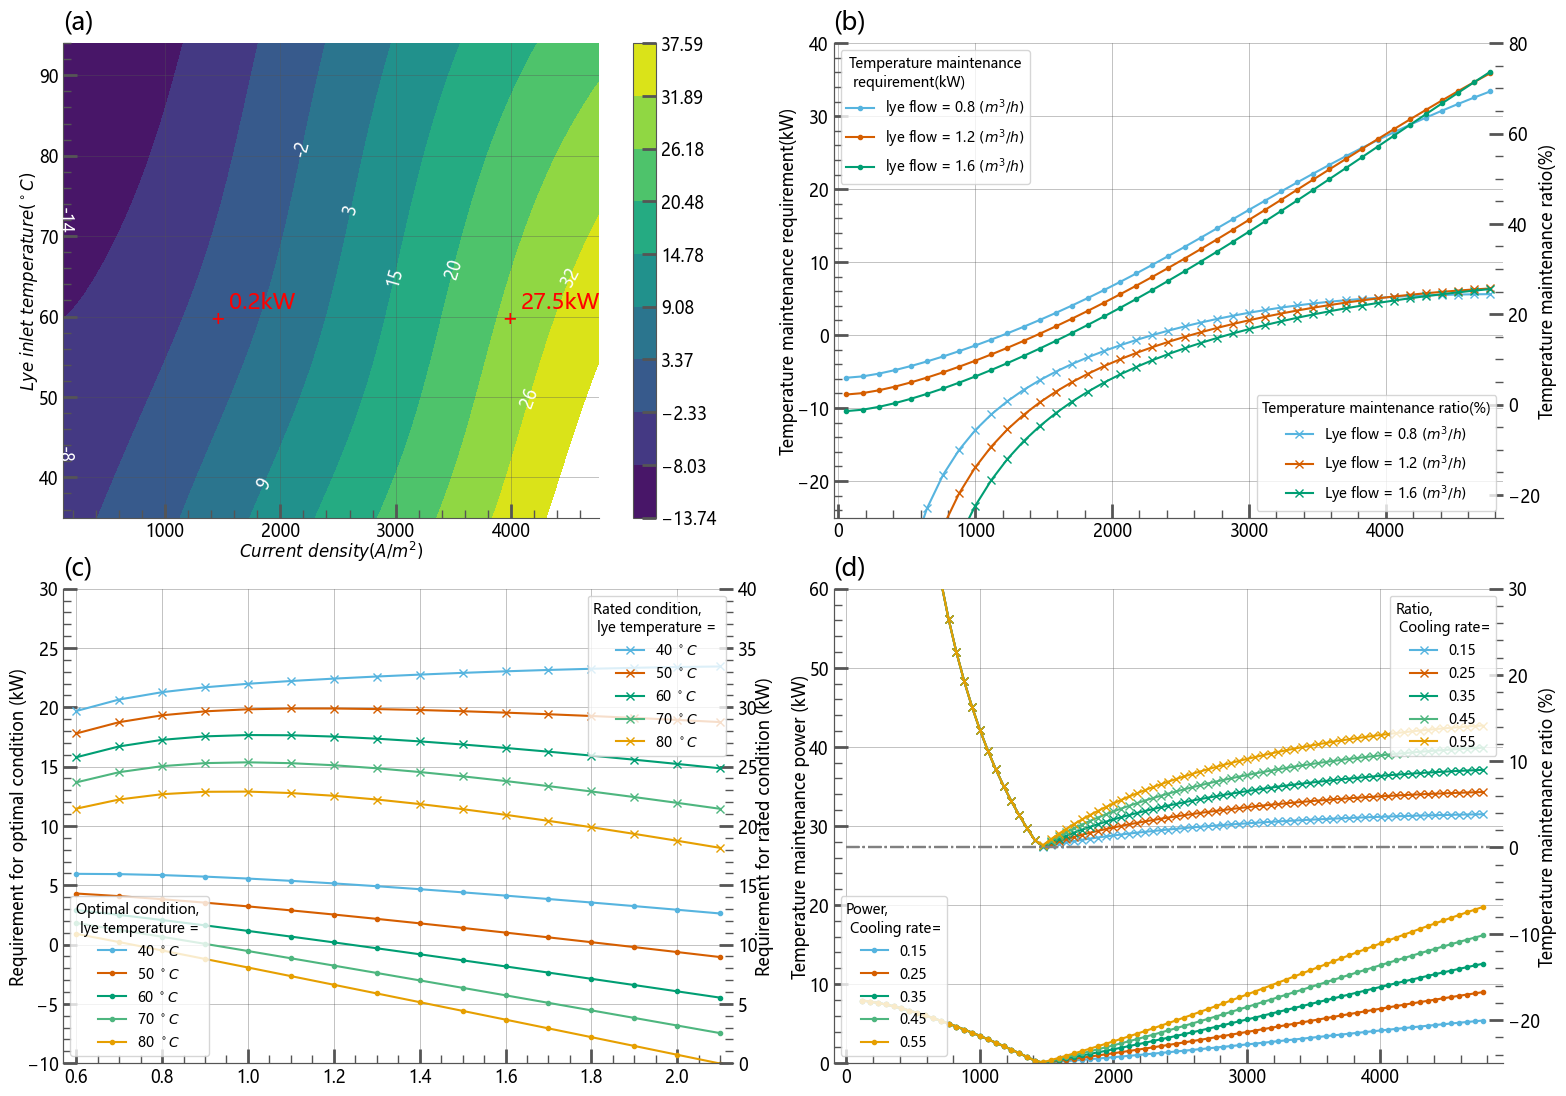 (a)
Lye inlet temperature(°C)
90
80
70
60
50
40
-14
-8
-2
3
9
15
20
26
32
0.2kW
27.5kW
1000 2000 3000 4000
Current density(A/m²)
37.59
31.89
26.18
20.48
14.78
9.08
3.37
−2.33
−8.03
−13.74
(b)
Temperature maintenance requirement(kW)
40
30
20
10
0
−10
−20
Temperature maintenance
requirement(kW)
lye flow = 0.8 (m³/h)
lye flow = 1.2 (m³/h)
lye flow = 1.6 (m³/h)
Temperature maintenance ratio(%)
Lye flow = 0.8 (m³/h)
Lye flow = 1.2 (m³/h)
Lye flow = 1.6 (m³/h)
0 1000 2000 3000 4000
80
60
40
20
0
−20
Temperature maintenance ratio(%)
(c)
Requirement for optimal condition (kW)
30
25
20
15
10
5
0
−5
−10
Rated condition,
lye temperature =
40 °C
50 °C
60 °C
70 °C
80 °C
Optimal condition,
lye temperature =
40 °C
50 °C
60 °C
70 °C
80 °C
0.6 0.8 1.0 1.2 1.4 1.6 1.8 2.0
40
35
30
25
20
15
10
5
0
Requirement for rated condition (kW)
(d)
Temperature maintenance power (kW)
60
50
40
30
20
10
0
Ratio,
Cooling rate=
0.15
0.25
0.35
0.45
0.55
Power,
Cooling rate=
0.15
0.25
0.35
0.45
0.55
0 1000 2000 3000 4000
30
20
10
0
−10
−20
Temperature maintenance ratio (%)